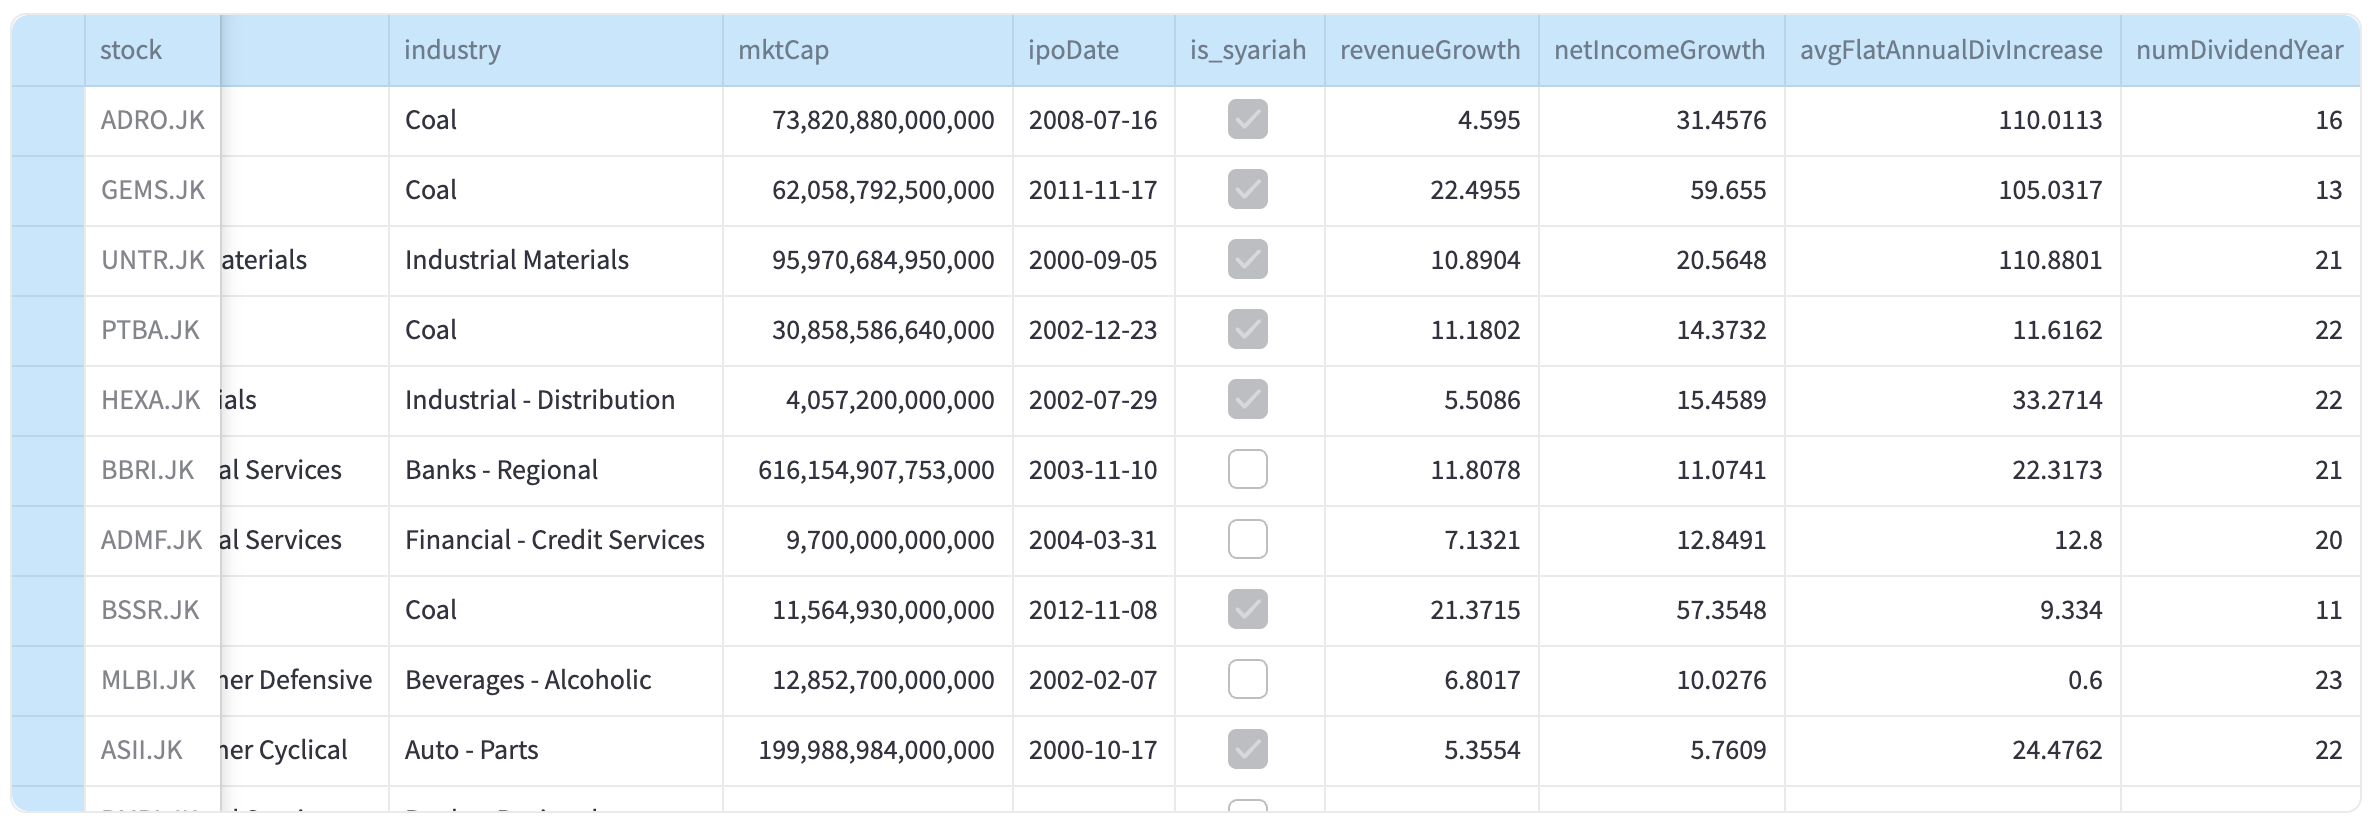 stock industry mktCap ipoDate is_syariah revenueGrowth netIncomeGrowth avgFlatAnnualDivIncrease numDividendYear
ADRO.JK Coal 73,820,880,000,000 2008-07-16 4.595 31.4576 110.0113 16
GEMS.JK Coal 62,058,792,500,000 2011-11-17 22.4955 59.655 105.0317 13
UNTR.JK aterials Industrial Materials 95,970,684,950,000 2000-09-05 10.8904 20.5648 110.8801 21
PTBA.JK Coal 30,858,586,640,000 2002-12-23 11.1802 14.3732 11.6162 22
HEXA.JK ials Industrial - Distribution 4,057,200,000,000 2002-07-29 5.5086 15.4589 33.2714 22
BBRI.JK al Services Banks - Regional 616,154,907,753,000 2003-11-10 11.8078 11.0741 22.3173 21
ADMF.JK al Services Financial - Credit Services 9,700,000,000,000 2004-03-31 7.1321 12.8491 12.8 20
BSSR.JK Coal 11,564,930,000,000 2012-11-08 21.3715 57.3548 9.334 11
MLBI.JK ner Defensive Beverages - Alcoholic 12,852,700,000,000 2002-02-07 6.8017 10.0276 0.6 23
ASII.JK ner Cyclical Auto - Parts 199,988,984,000,000 2000-10-17 5.3554 5.7609 24.4762 22